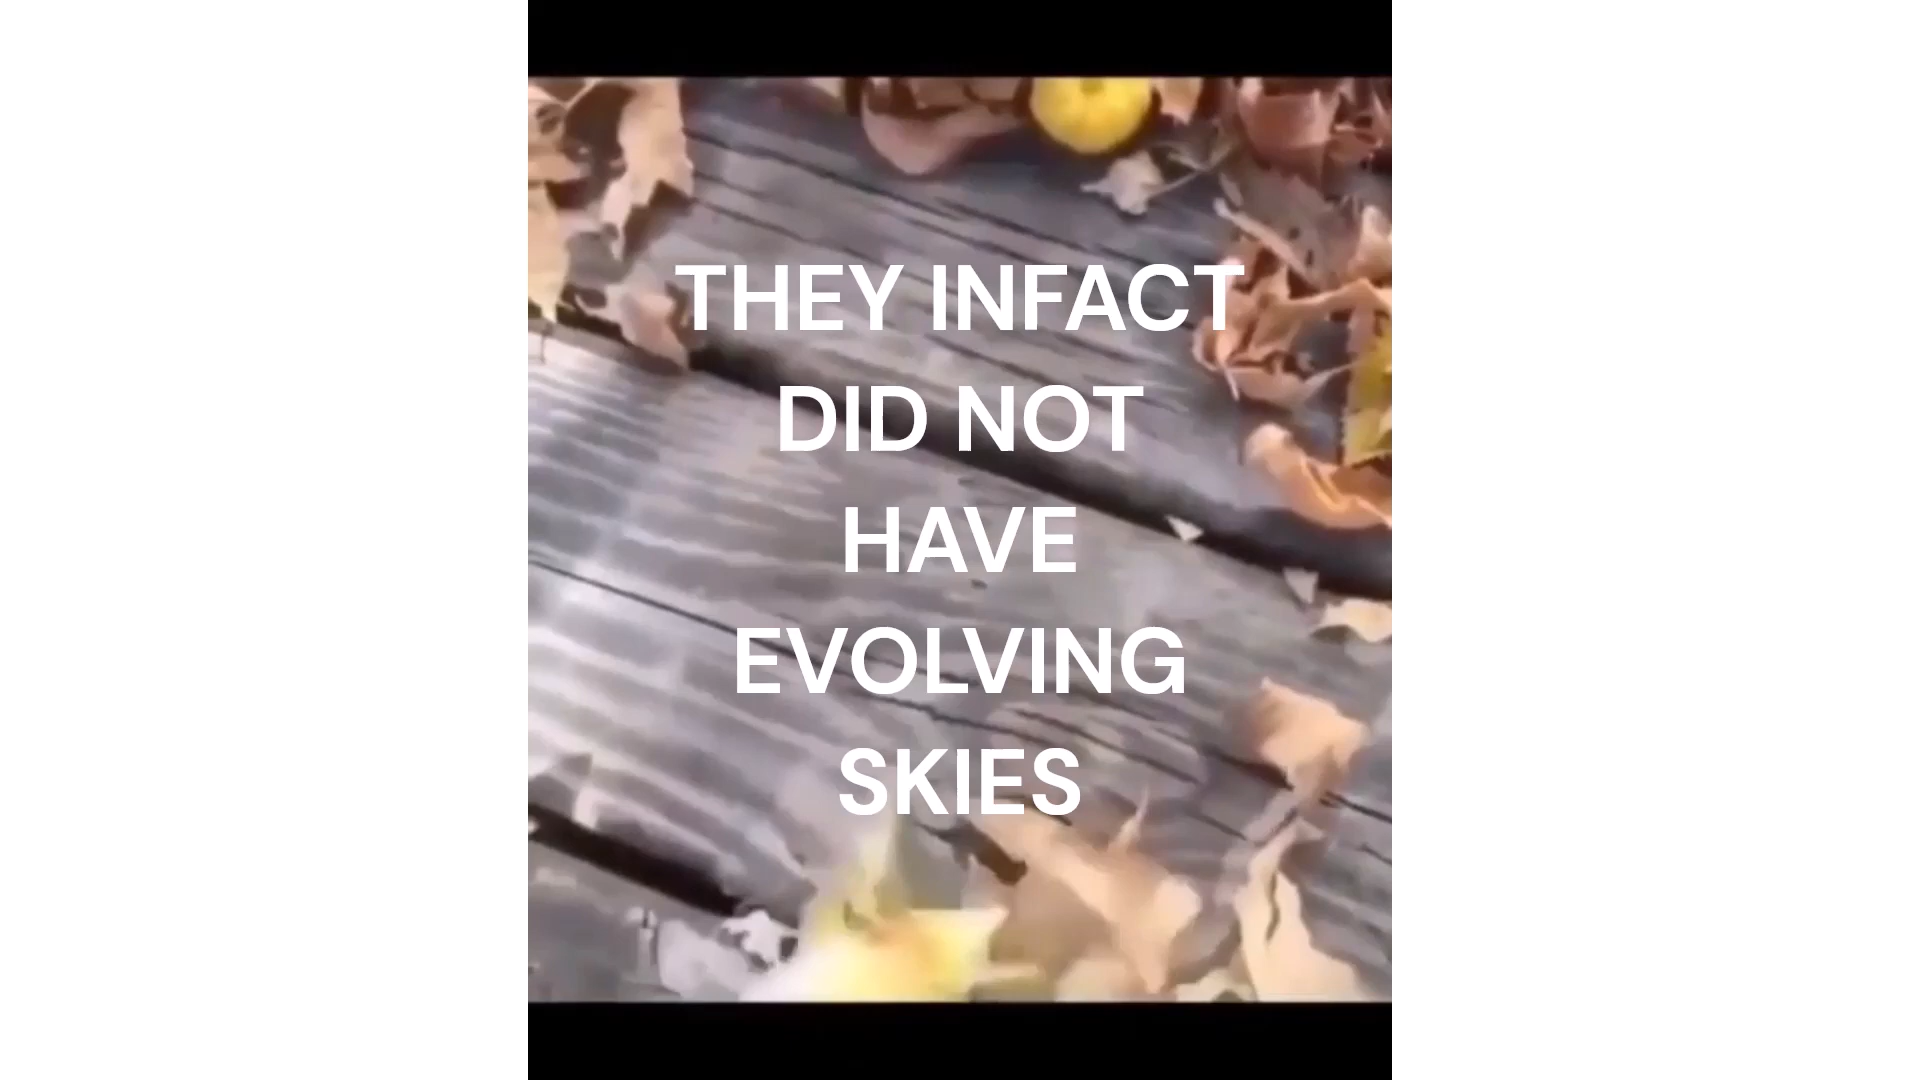 THEY INFACT
DID NOT
HAVE
EVOLVING
SKIES